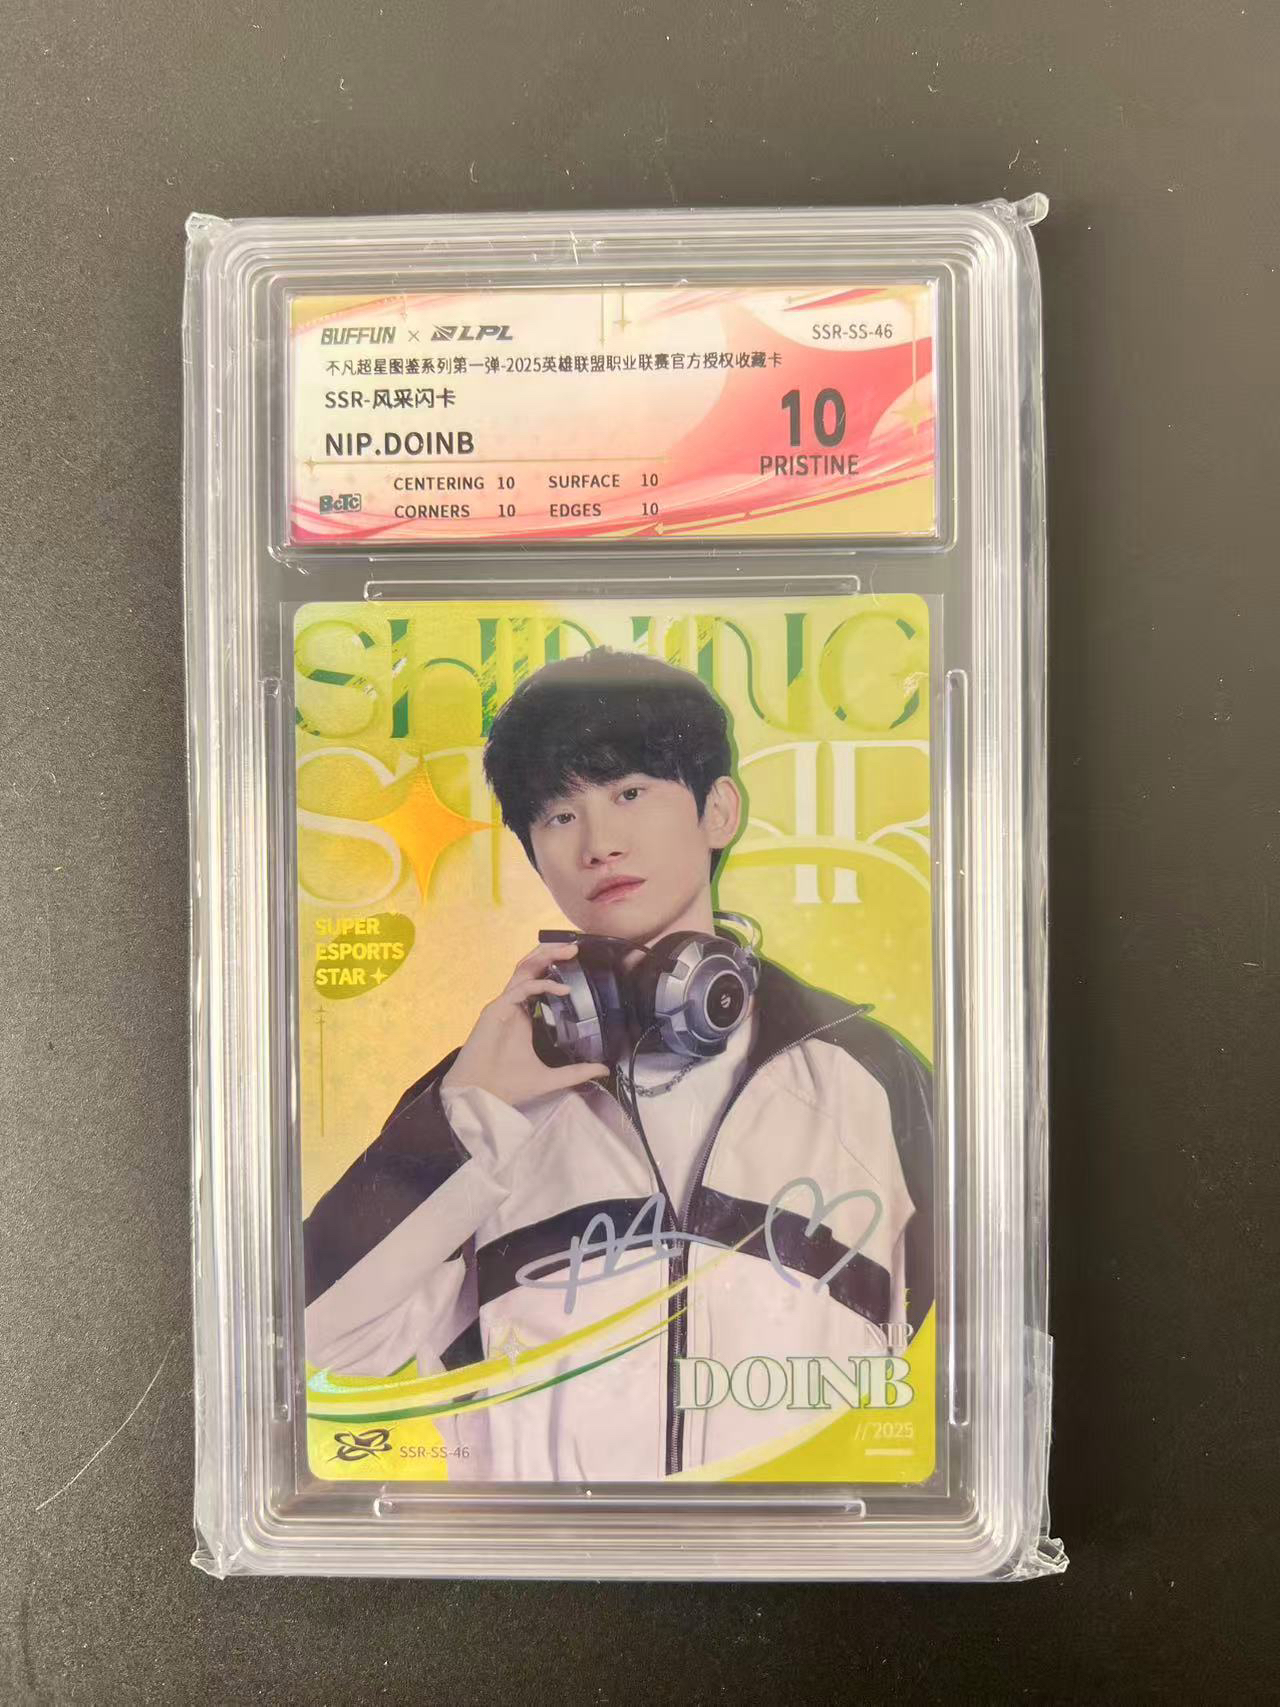 BUFFUN × LPL
SSR-SS-46
不凡超星图鉴系列第一弹-2025英雄联盟职业联赛官方授权收藏卡
SSR-风采闪卡
10
NIP.DOINB
PRISTINE
CENTERING 10 SURFACE 10
BcTc
CORNERS 10 EDGES 10
SHINING
STAR
SUPER
ESPORTS
STAR
NIP
DOINB
// 2025
SSR-SS-46